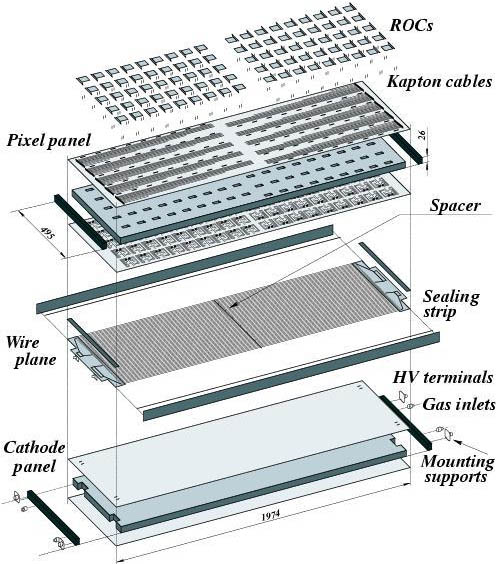 ROCs
Kapton cables
Pixel panel
26
495
Spacer
Sealing
strip
Wire
plane
HV terminals
Gas inlets
Cathode
panel
Mounting
supports
1974